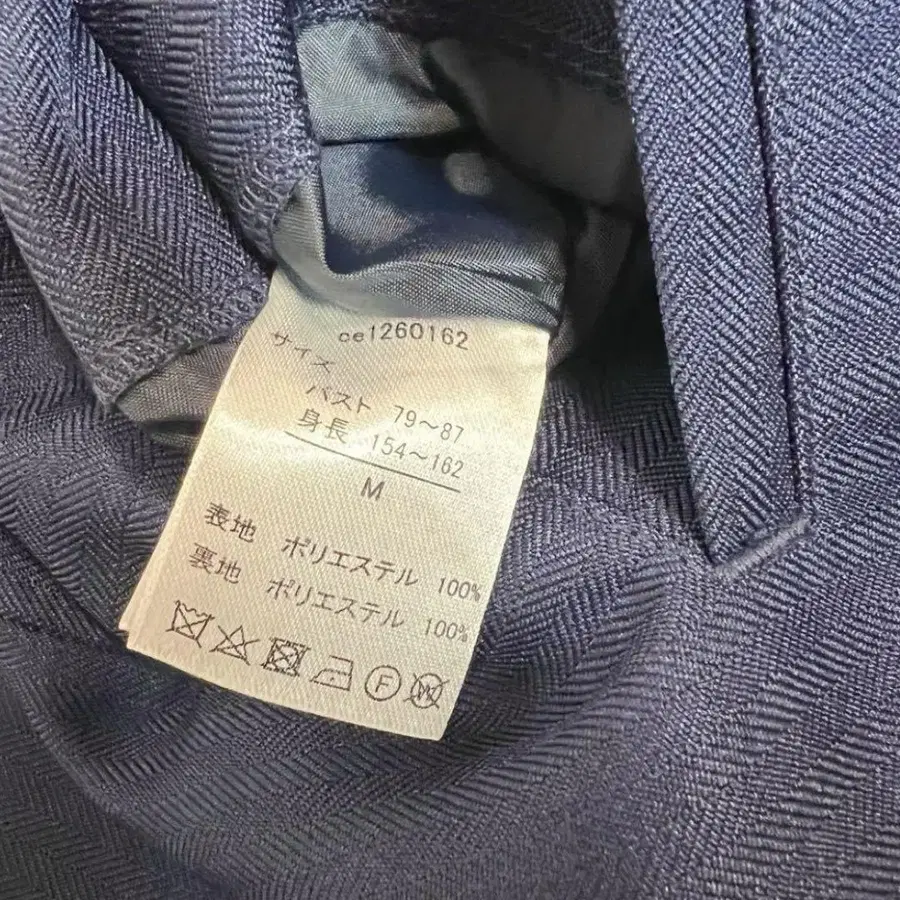 ce1260162
サイズ
バスト 79～87
身長 154～162
M
表地 ポリエステル 100%
裏地 ポリエステル 100%
F W